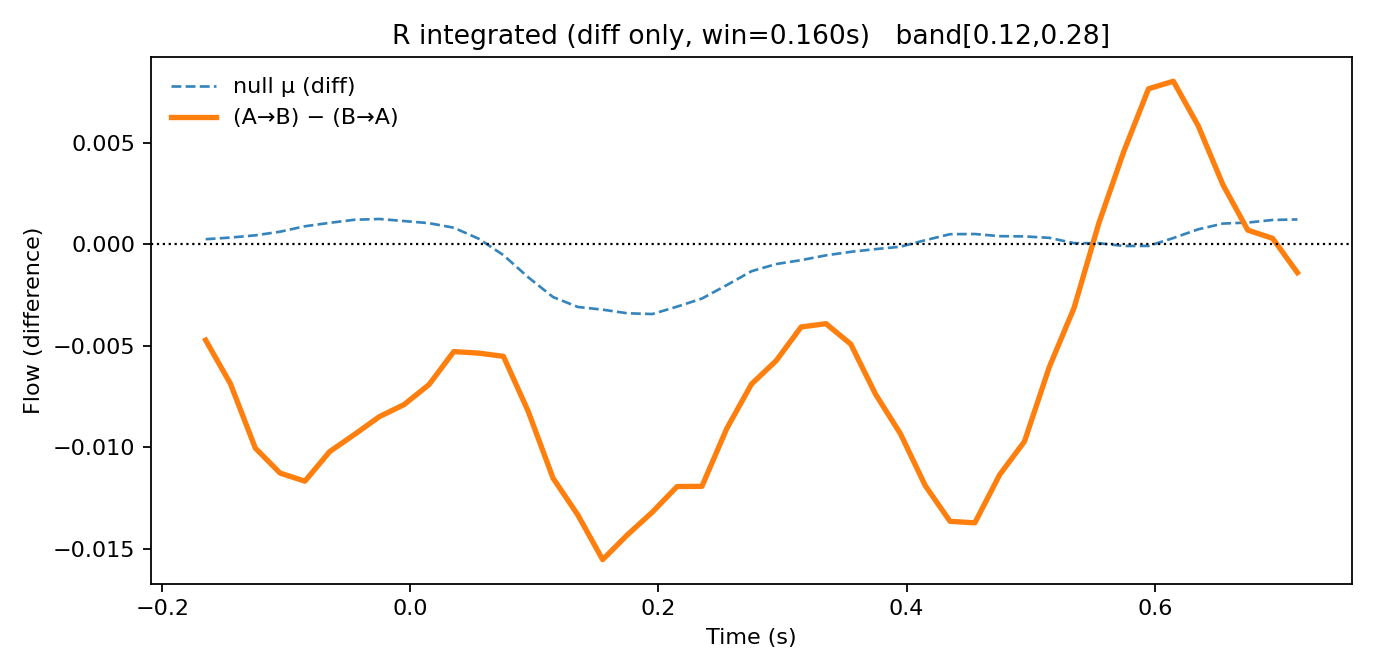 R integrated (diff only, win=0.160s)   band[0.12,0.28]
null μ (diff)
(A→B) − (B→A)
Flow (difference)
0.005
0.000
−0.005
−0.010
−0.015
−0.2
0.0
0.2
0.4
0.6
Time (s)